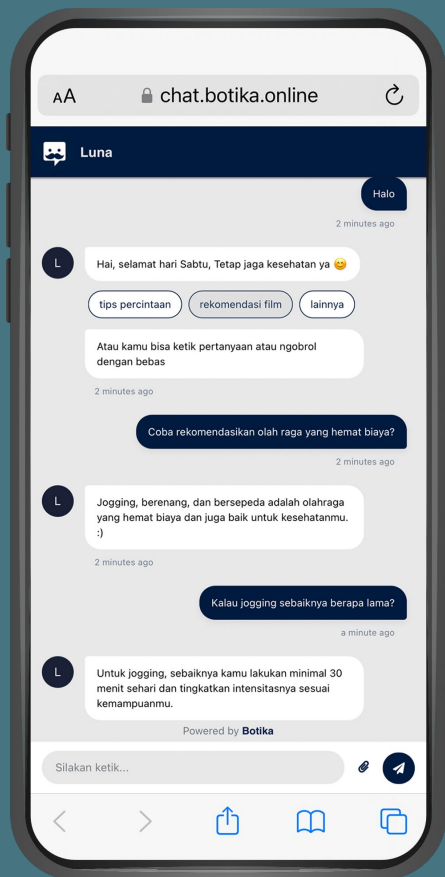 AA chat.botika.online
Luna
Halo
2 minutes ago
L
Hai, selamat hari Sabtu, Tetap jaga kesehatan ya 😊
tips percintaan rekomendasi film lainnya
Atau kamu bisa ketik pertanyaan atau ngobrol
dengan bebas
2 minutes ago
Coba rekomendasikan olah raga yang hemat biaya?
2 minutes ago
L
Jogging, berenang, dan bersepeda adalah olahraga
yang hemat biaya dan juga baik untuk kesehatanmu.
:)
2 minutes ago
Kalau jogging sebaiknya berapa lama?
a minute ago
L
Untuk jogging, sebaiknya kamu lakukan minimal 30
menit sehari dan tingkatkan intensitasnya sesuai
kemampuanmu.
Powered by Botika
Silakan ketik...